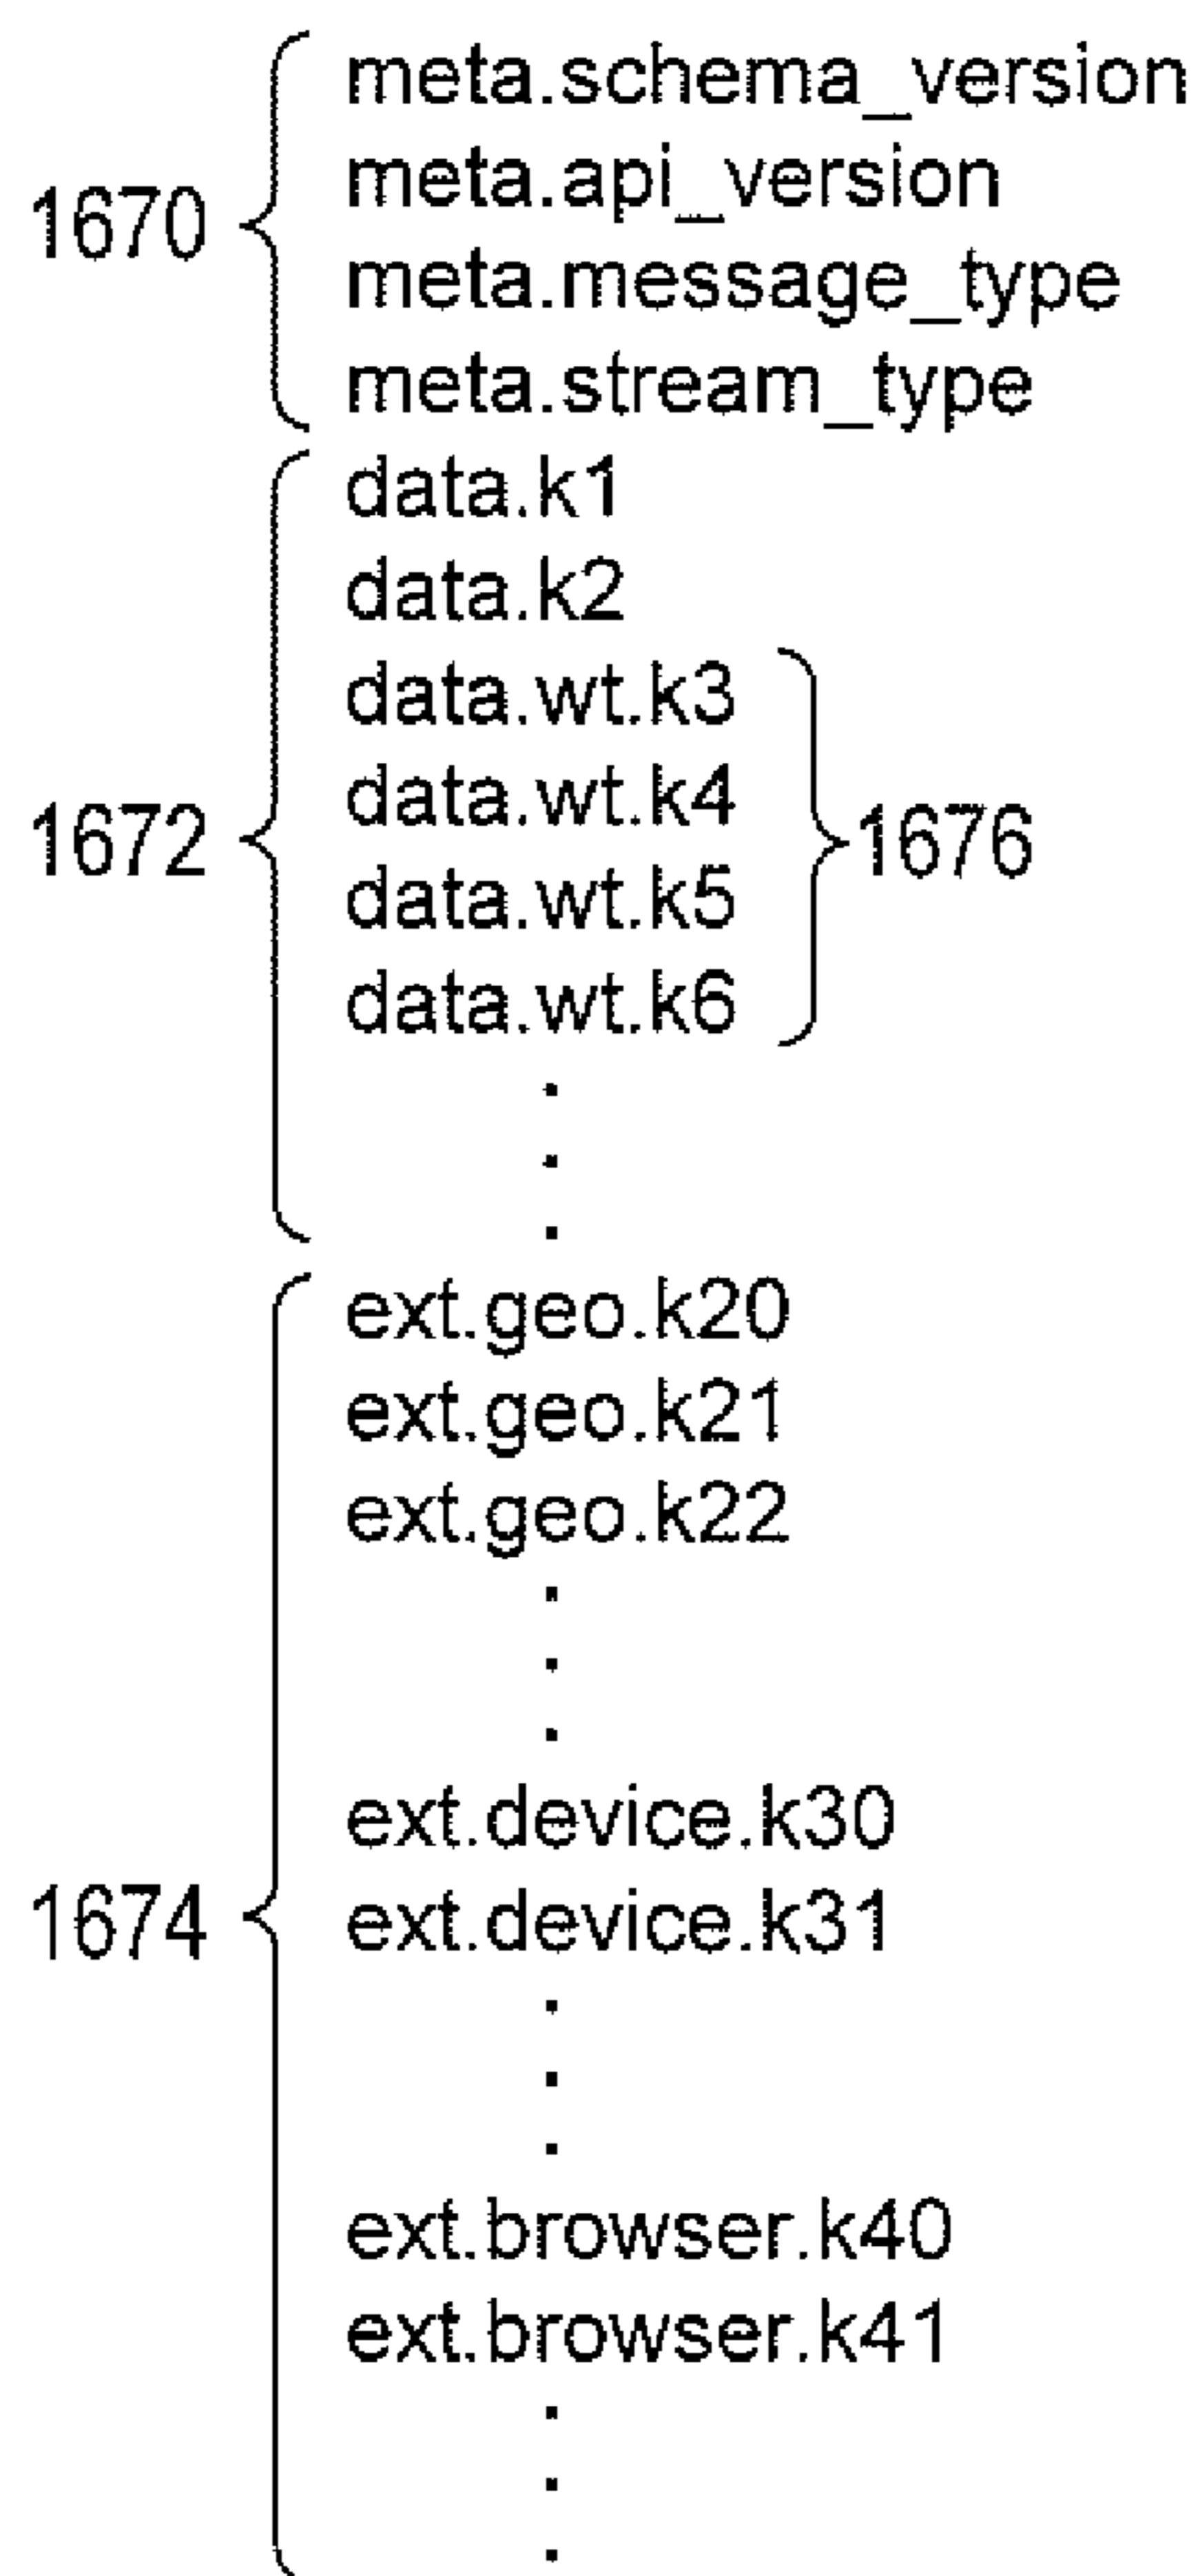 meta.schema_version
meta.api_version
1670
meta.message_type
meta.stream_type
data.k1
data.k2
data.wt.k3
data.wt.k4
1672
1676
data.wt.k5
data.wt.k6
.
.
.
ext.geo.k20
ext.geo.k21
ext.geo.k22
.
.
.
ext.device.k30
1674
ext.device.k31
.
.
.
ext.browser.k40
ext.browser.k41
.
.
.